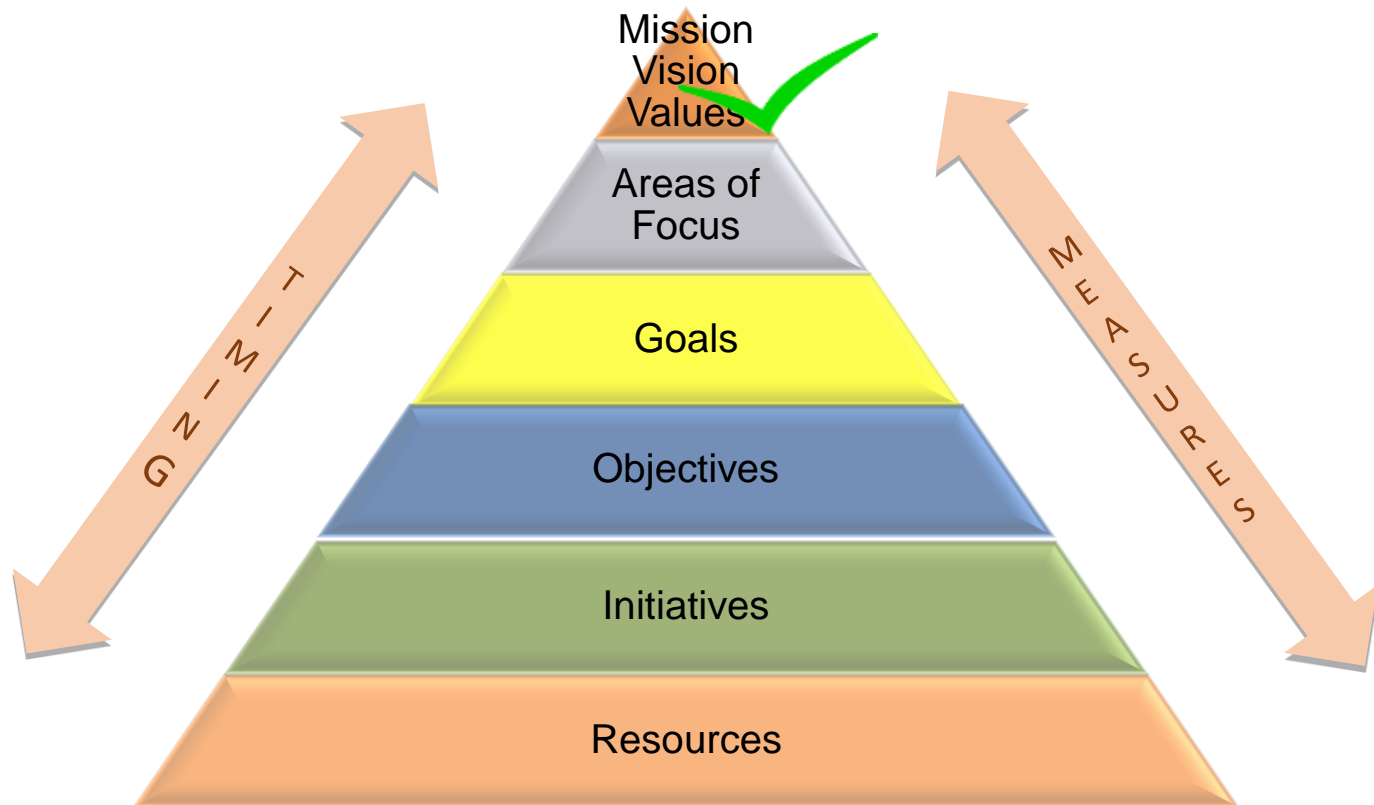 Mission
Vision
Values
Areas of
Focus
TIMING
MEASURES
Goals
Objectives
Initiatives
Resources